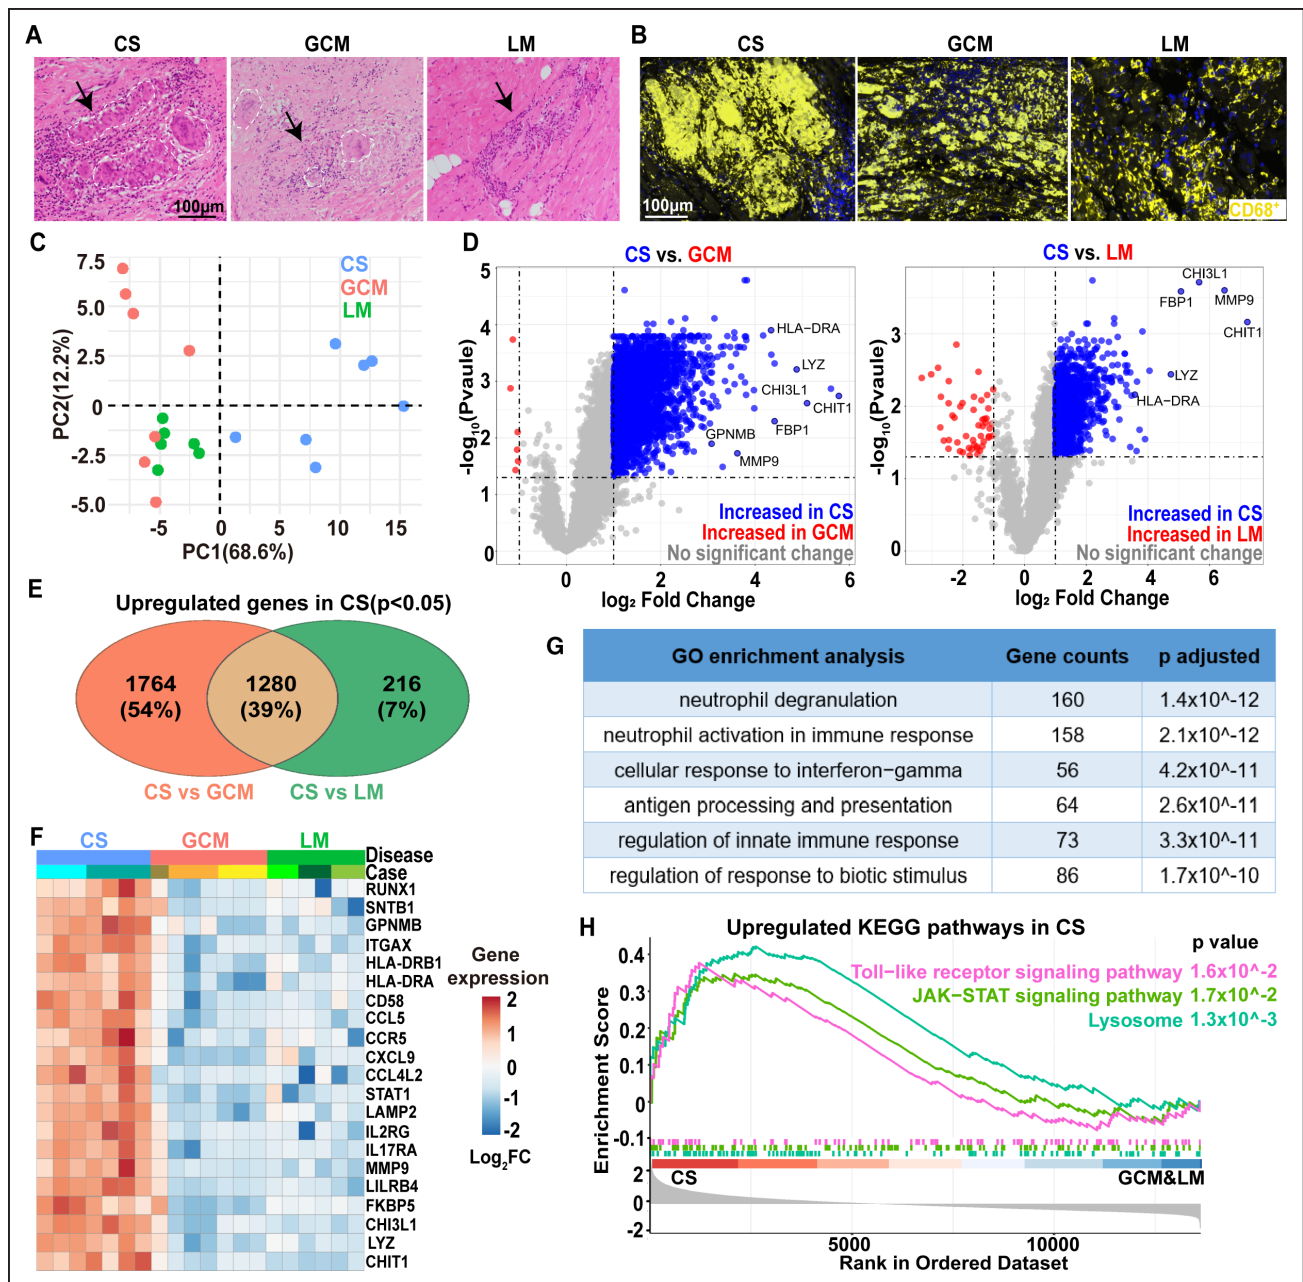 A
CS
GCM
LM
100μm
B
CS
GCM
LM
100μm
CD68+
C
7.5
5.0
2.5
0
-2.5
-5.0
-5
0
5
10
15
PC2(12.2%)
PC1(68.6%)
CS
GCM
LM
D
CS vs. GCM
5
4
3
2
1
0
0
2
4
6
-log10(Pvaule)
log2 Fold Change
HLA-DRA
LYZ
CHI3L1
CHIT1
FBP1
GPNMB
MMP9
Increased in CS
Increased in GCM
No significant change
CS vs. LM
3
2
1
0
-2
0
2
4
6
-log10(Pvaule)
log2 Fold Change
CHI3L1
FBP1
MMP9
CHIT1
LYZ
HLA-DRA
Increased in CS
Increased in LM
No significant change
E
Upregulated genes in CS(p<0.05)
1764
(54%)
1280
(39%)
216
(7%)
CS vs GCM
CS vs LM
F
CS
GCM
LM
Disease
Case
RUNX1
SNTB1
GPNMB
ITGAX
HLA-DRB1
HLA-DRA
CD58
CCL5
CCR5
CXCL9
CCL4L2
STAT1
LAMP2
IL2RG
IL17RA
MMP9
LILRB4
FKBP5
CHI3L1
LYZ
CHIT1
Gene
expression
2
1
0
-1
-2
Log2FC
G
GO enrichment analysis Gene counts p adjusted
neutrophil degranulation 160 1.4x10^-12
neutrophil activation in immune response 158 2.1x10^-12
cellular response to interferon-gamma 56 4.2x10^-11
antigen processing and presentation 64 2.6x10^-11
regulation of innate immune response 73 3.3x10^-11
regulation of response to biotic stimulus 86 1.7x10^-10
H
Upregulated KEGG pathways in CS
p value
Toll-like receptor signaling pathway 1.6x10^-2
JAK-STAT signaling pathway 1.7x10^-2
Lysosome 1.3x10^-3
Enrichment Score
0.4
0.3
0.2
0.1
0
-0.1
CS
GCM&LM
2
0
-2
5000
10000
Rank in Ordered Dataset